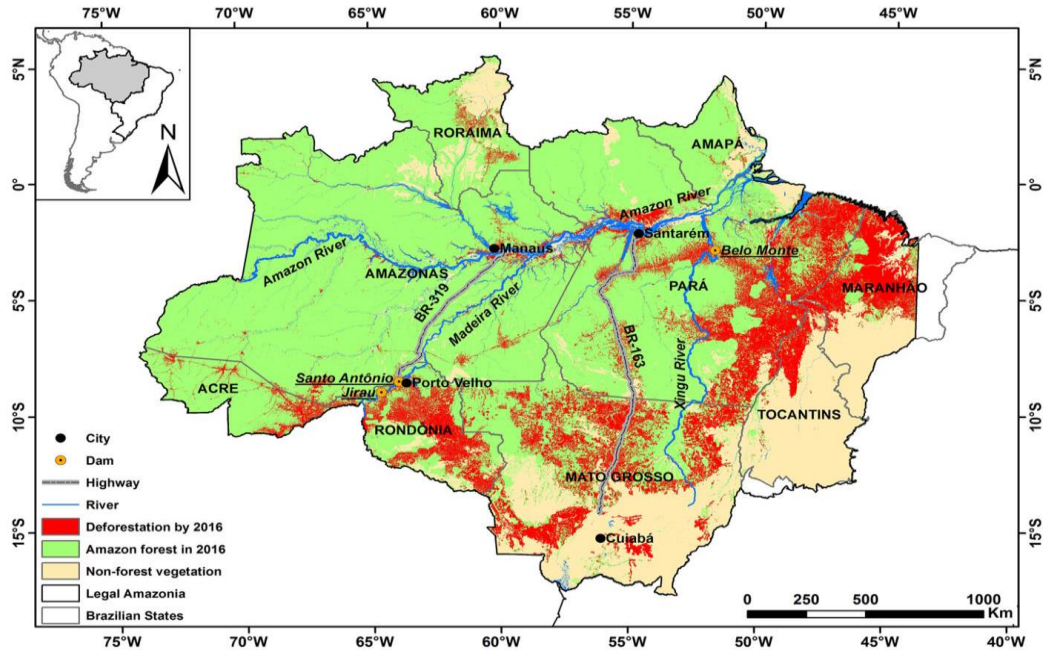 75°W 70°W 65°W 60°W 55°W 50°W 45°W
5°N 5°N
N
RORAIMA
AMAPÁ
0° 0°
Amazon River
Santarém
Manaus
Belo Monte
Amazon River
AMAZONAS
PARÁ
MARANHÃO
5°S 5°S
BR-319
Madeira River
BR-163
Xingu River
Santo Antônio
Porto Velho
Jirau
ACRE
TOCANTINS
10°S 10°S
RONDÔNIA
City
Dam
MATO GROSSO
Highway
River
15°S 15°S
Deforestation by 2016
Cuiabá
Amazon forest in 2016
Non-forest vegetation
Legal Amazonia
0 250 500 1000
Km
Brazilian States
75°W 70°W 65°W 60°W 55°W 50°W 45°W 40°W